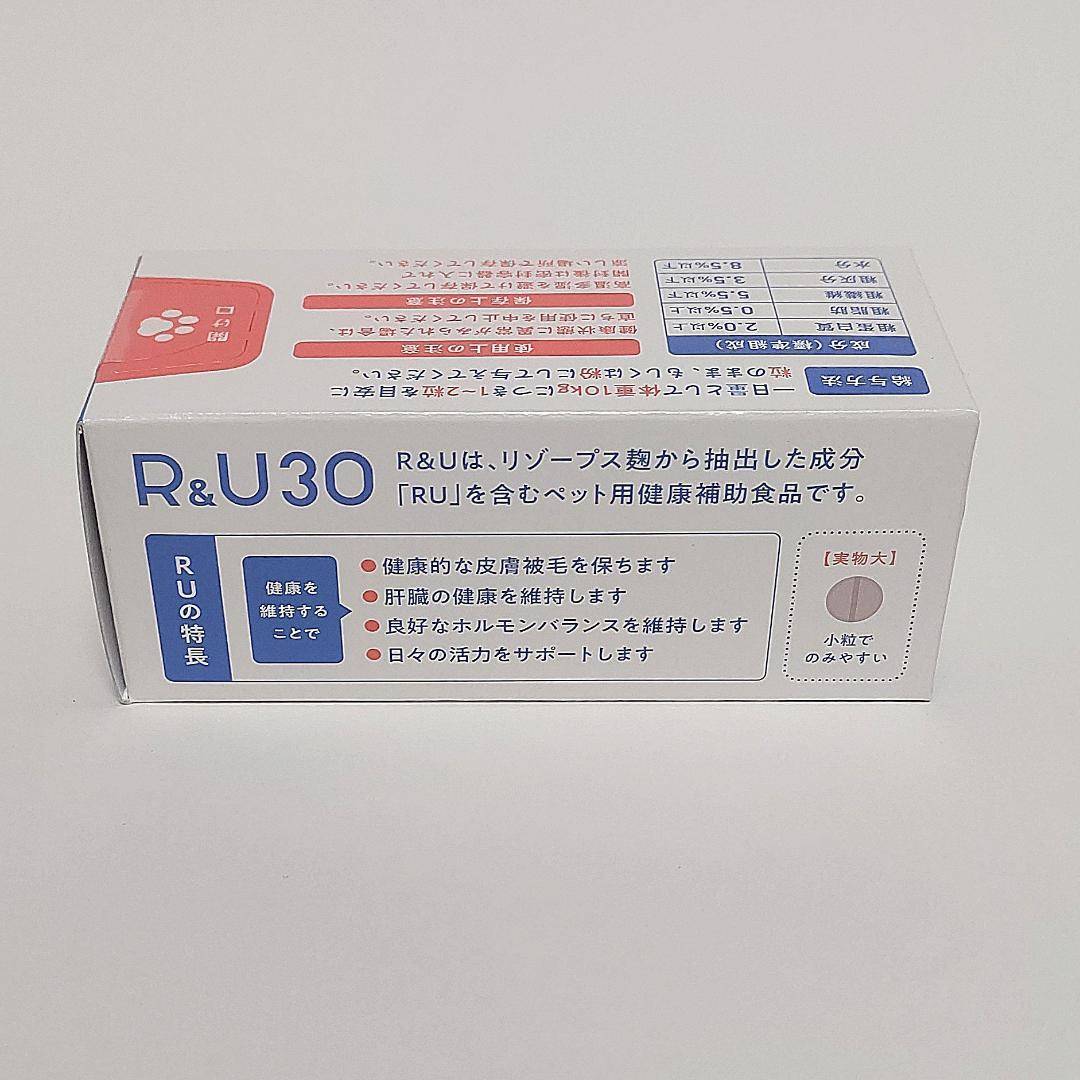 R&U30
R&Uは、リゾープス麹から抽出した成分
「RU」を含むペット用健康補助食品です。
RUの特長
健康を
維持する
ことで
●健康的な皮膚被毛を保ちます
●肝臓の健康を維持します
●良好なホルモンバランスを維持します
●日々の活力をサポートします
【実物大】
小粒で
のみやすい
給与方法
一日量として体重10kgにつき1~2粒を目安に
粒のまま、もしくは粉にして与えてください。
成分(標準組成)
粗蛋白質 2.0%以上
粗脂肪 0.5%以上
粗繊維 5.5%以下
粗灰分 3.5%以下
水分 8.5%以下
使用上の注意
健康状態に異常がみられた場合は、
直ちに使用を中止してください。
保存上の注意
高温多湿を避けて保存してください。
開封後は密封容器に入れて
涼しい場所で保存してください。
開け口